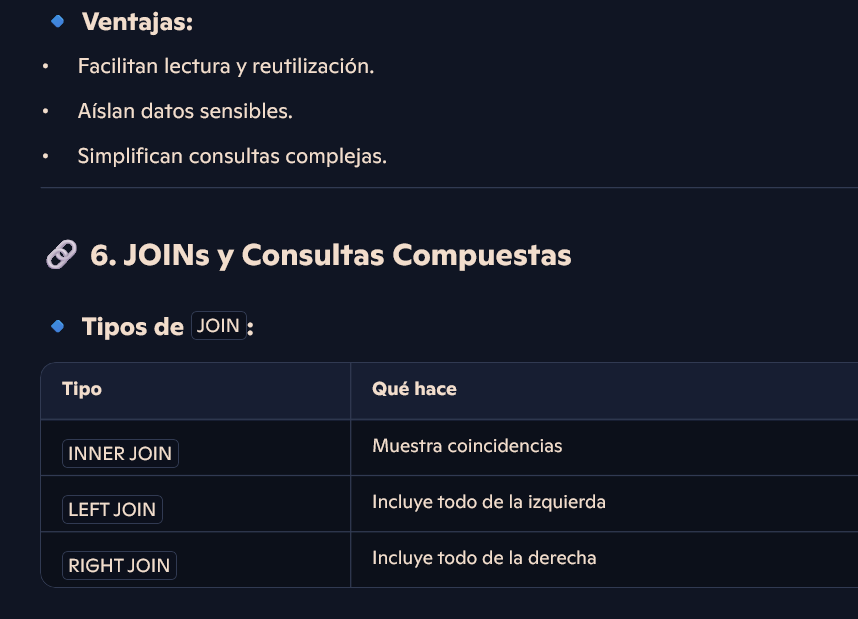 Ventajas:
• Facilitan lectura y reutilización.
• Aíslan datos sensibles.
• Simplifican consultas complejas.
6. JOINs y Consultas Compuestas
Tipos de JOIN:
Tipo Qué hace
INNER JOIN Muestra coincidencias
LEFT JOIN Incluye todo de la izquierda
RIGHT JOIN Incluye todo de la derecha